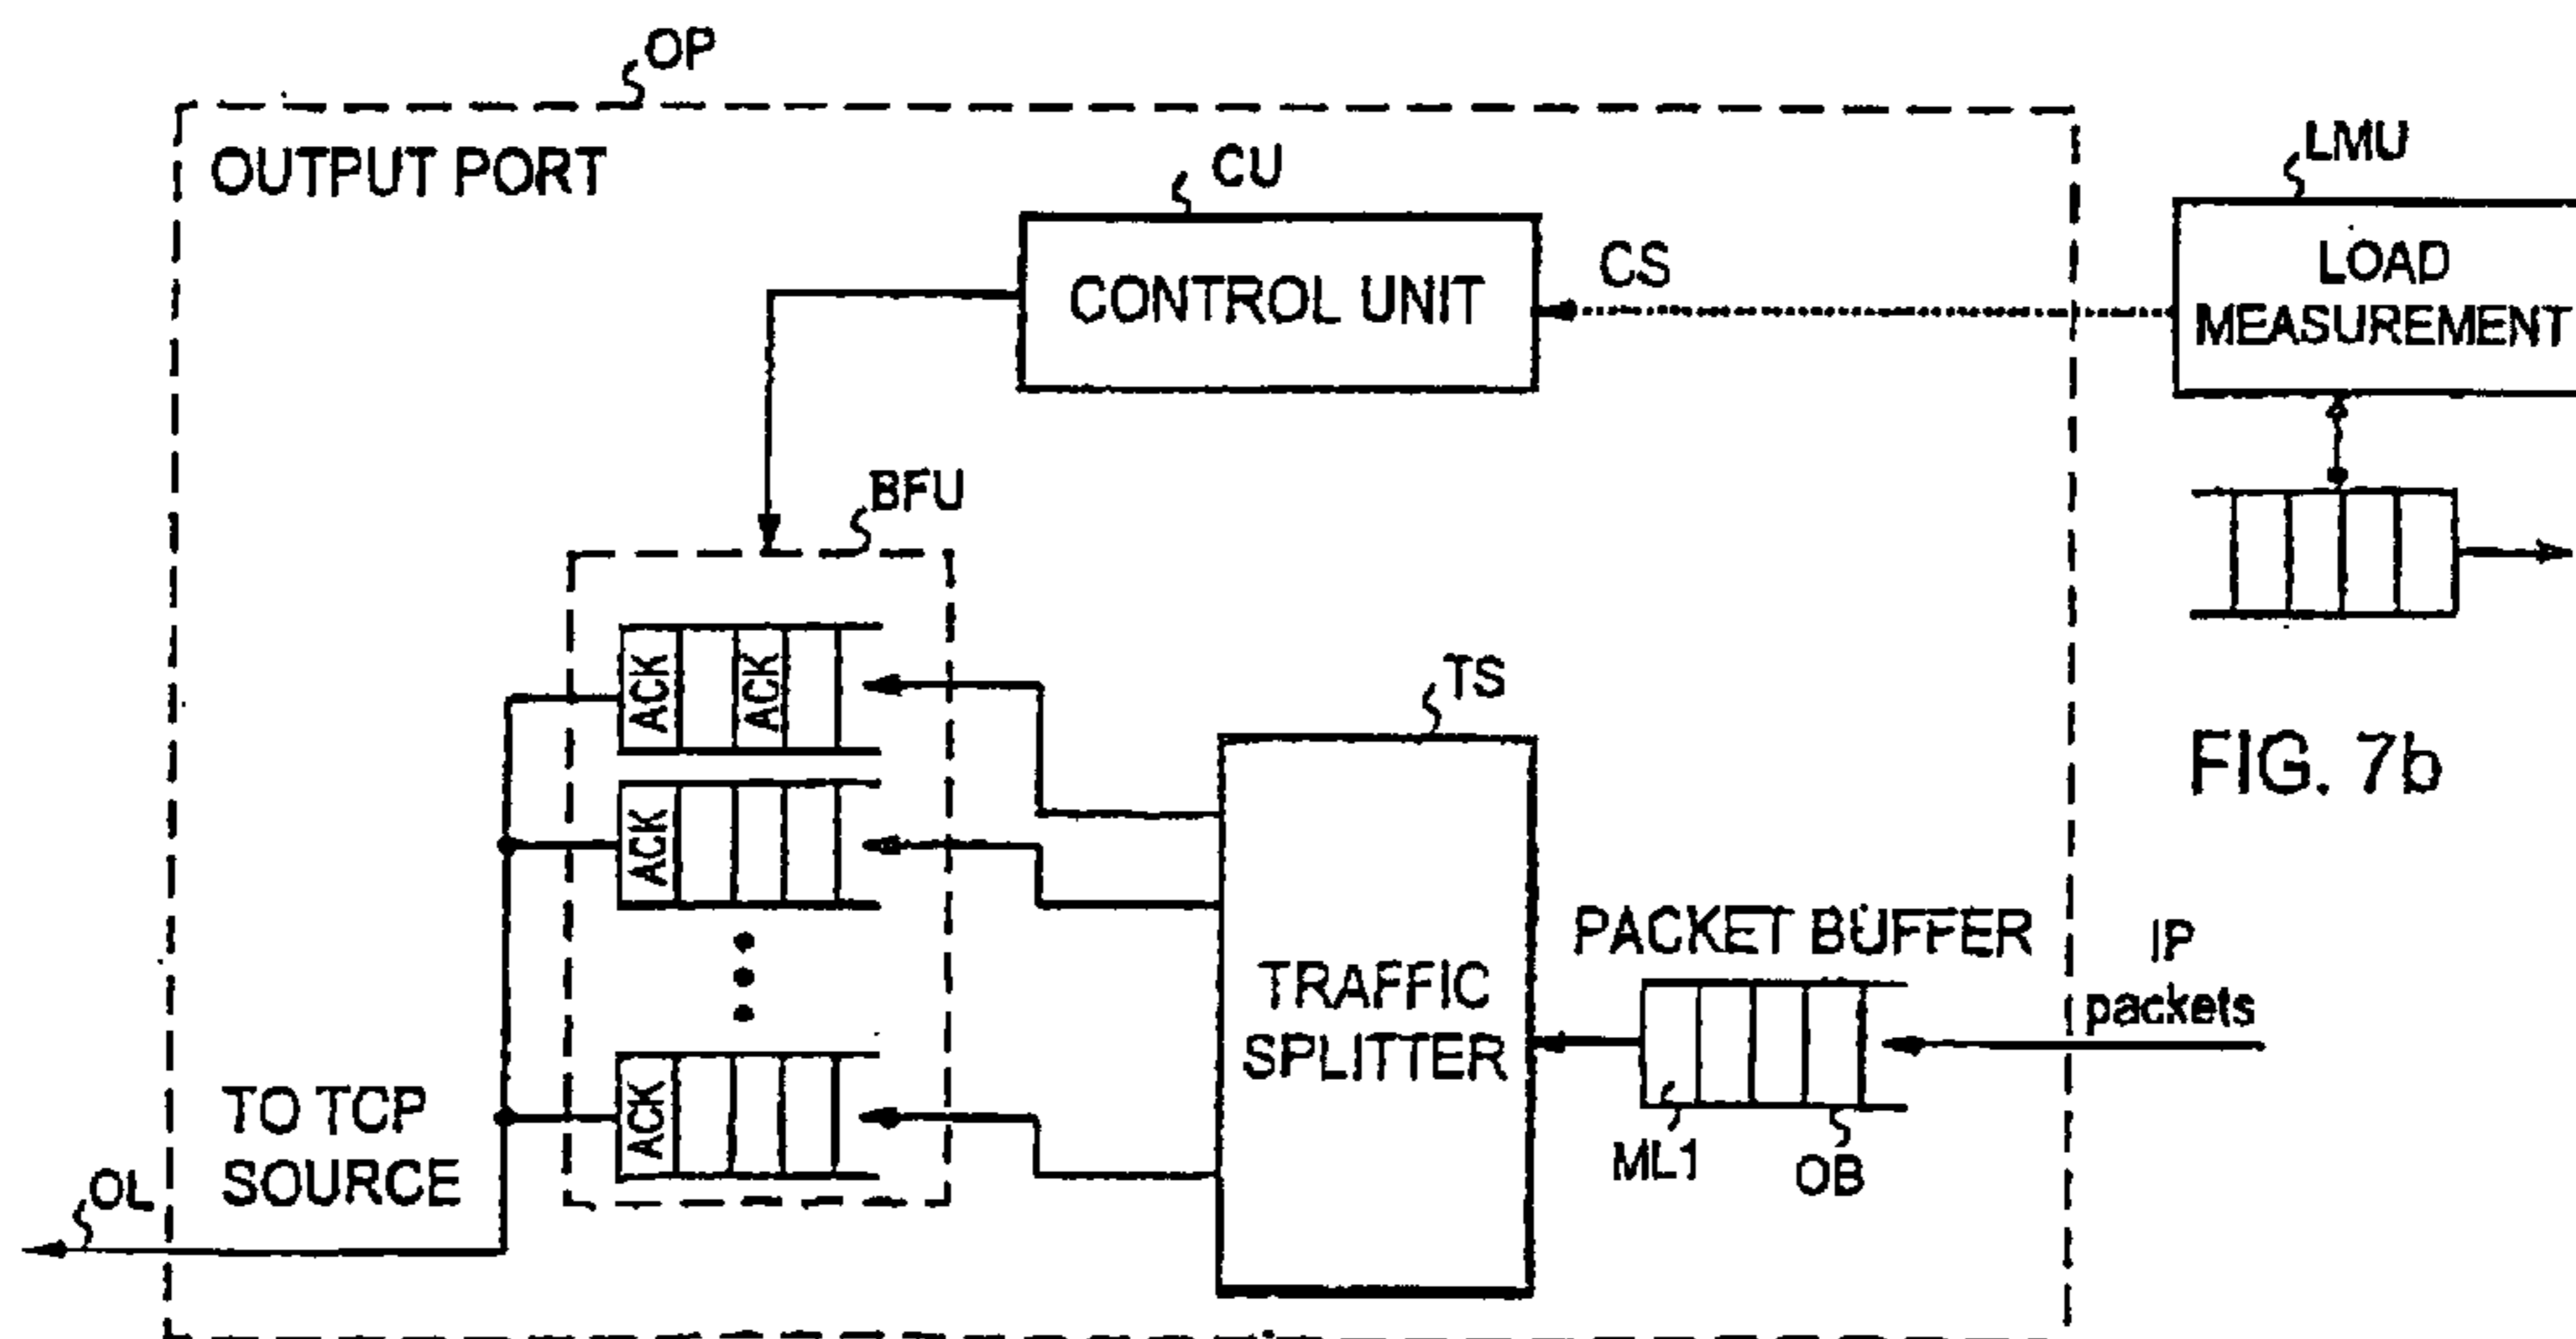 OP
OUTPUT PORT
CU
LMU
CONTROL UNIT
CS
LOAD
MEASUREMENT
BFU
ACK
ACK
TS
FIG. 7b
ACK
PACKET BUFFER
IP
packets
TRAFFIC
SPLITTER
ACK
ML1
OB
TO TCP
SOURCE
OL